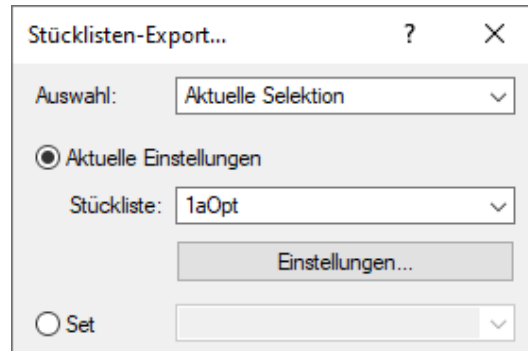 Stücklisten-Export... ?
Auswahl: Aktuelle Selektion
Aktuelle Einstellungen
Stückliste: 1aOpt
Einstellungen...
Set